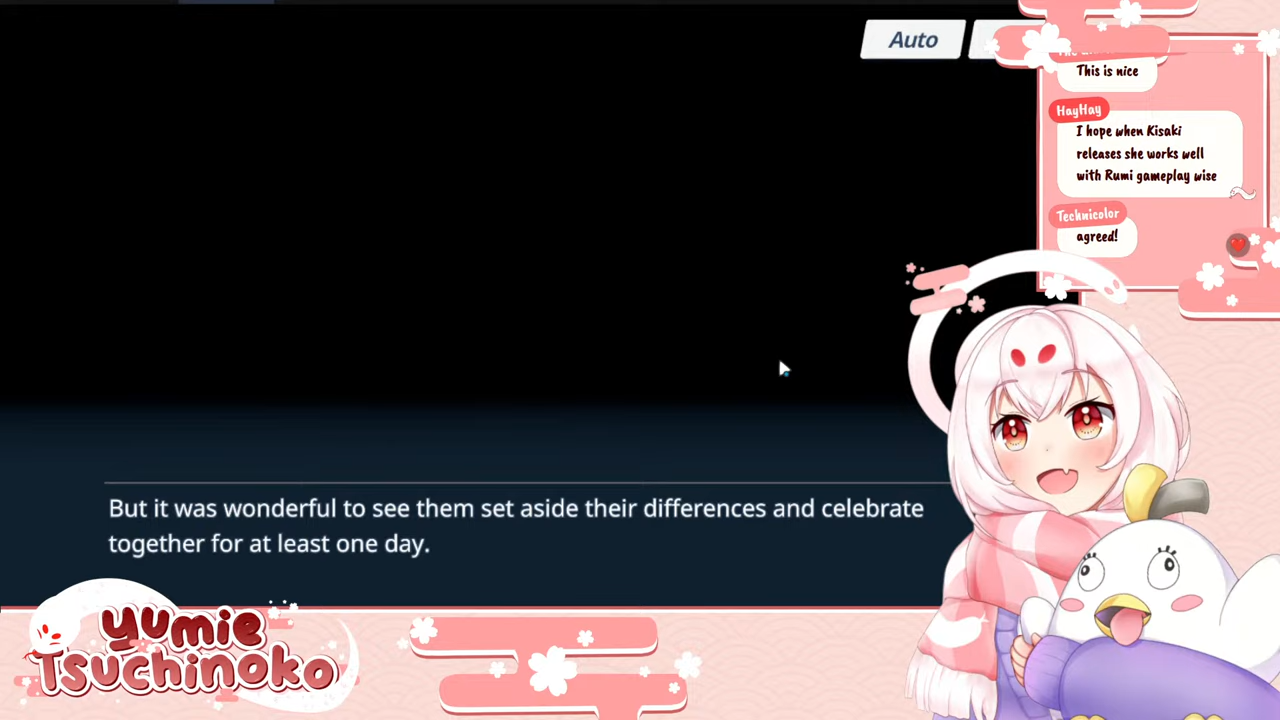 Auto
This is nice
HayHay
I hope when Kisaki
releases she works well
with Rumi gameplay wise
Technicolor
agreed!
But it was wonderful to see them set aside their differences and celebrate
together for at least one day.
yumie
Tsuchinoko